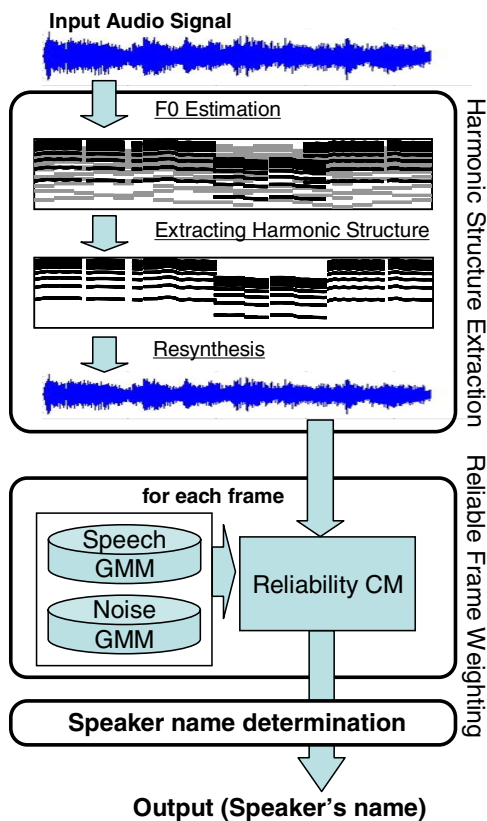 Input Audio Signal
F0 Estimation
Extracting Harmonic Structure
Resynthesis
Harmonic Structure Extraction
for each frame
Speech
GMM
Noise
GMM
Reliability CM
Reliable Frame Weighting
Speaker name determination
Output (Speaker's name)